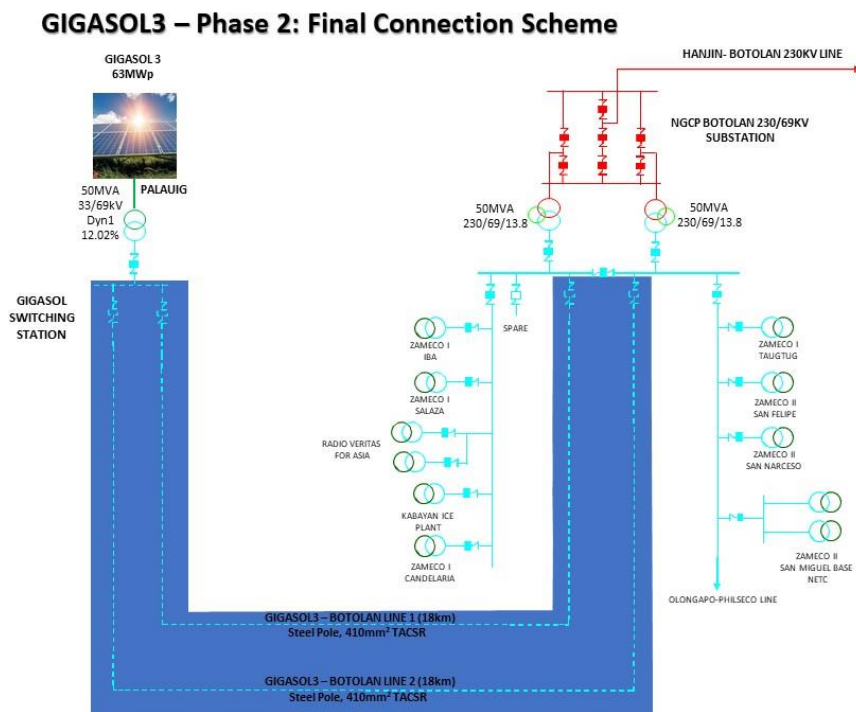 GIGASOL3 – Phase 2: Final Connection Scheme
GIGASOL 3
63MWp
HANJIN- BOTOLAN 230KV LINE
NGCP BOTOLAN 230/69KV
SUBSTATION
50MVA
33/69kV
Dyn1
12.02%
PALAUIG
50MVA
230/69/13.8
50MVA
230/69/13.8
GIGASOL
SWITCHING
STATION
SPARE
ZAMECO I
IBA
ZAMECO I
SALAZA
RADIO VERITAS
FOR ASIA
KABAYAN ICE
PLANT
ZAMECO I
CANDELARIA
ZAMECO I
TAUGTUG
ZAMECO II
SAN FELIPE
ZAMECO II
SAN NARCESO
ZAMECO II
SAN MIGUEL BASE
NETC
OLONGAPO-PHILSECO LINE
GIGASOL3 – BOTOLAN LINE 1 (18km)
Steel Pole, 410mm² TACSR
GIGASOL3 – BOTOLAN LINE 2 (18km)
Steel Pole, 410mm² TACSR